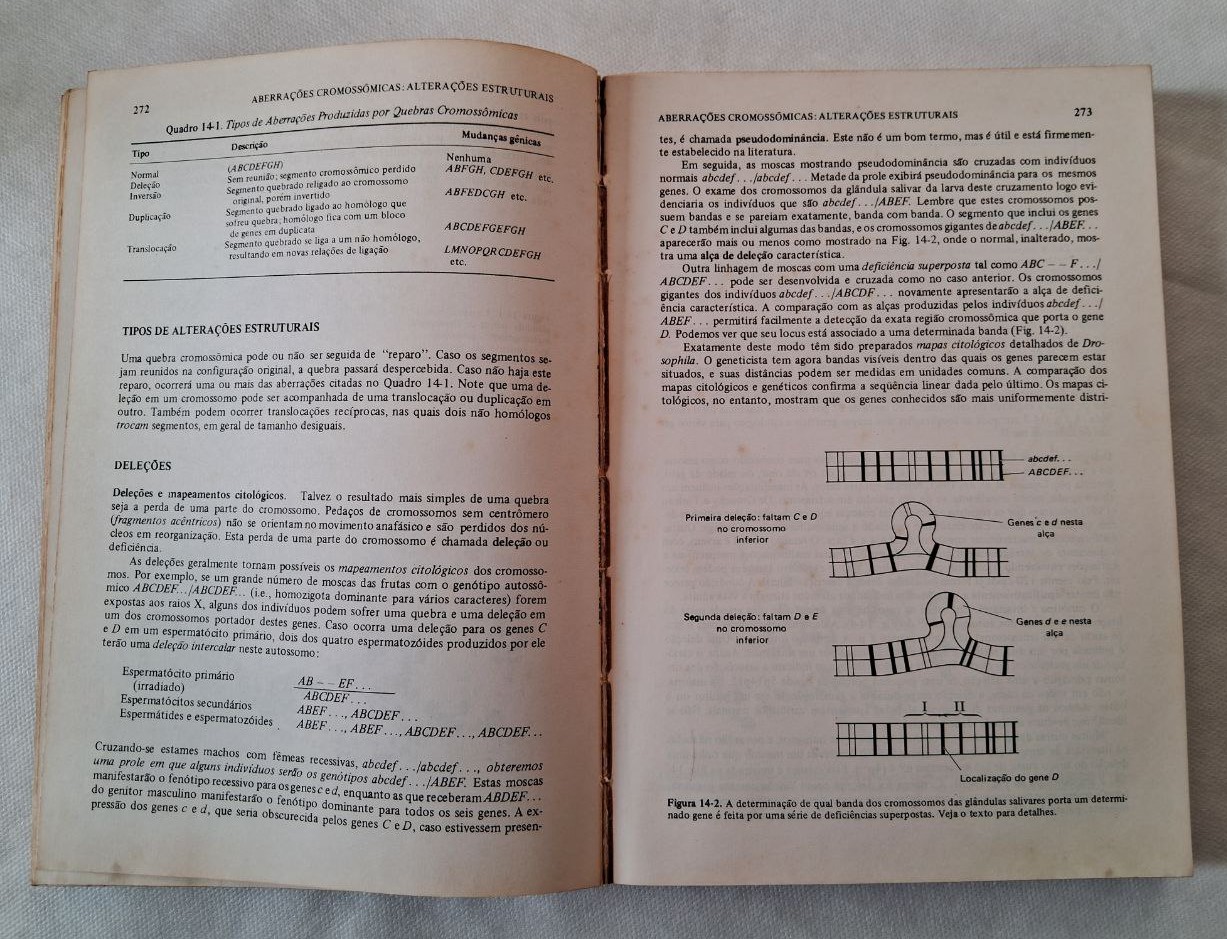 272
ABERRAÇÕES CROMOSSÔMICAS: ALTERAÇÕES ESTRUTURAIS
Quadro 14-1. Tipos de Aberrações Produzidas por Quebras Cromossômicas
Tipo Descrição Mudanças gênicas
Normal (ABCDEFGH) Nenhuma
Deleção Sem reunião; segmento cromossômico perdido ABFGH, CDEFGH etc.
Inversão Segmento quebrado religado ao cromossomo
original, porém invertido ABFEDCGH etc.
Duplicação Segmento quebrado ligado ao homólogo que
sofreu quebra; homólogo fica com um bloco
de genes em duplicata ABCDEFGEFGH
Translocação Segmento quebrado se liga a um não homólogo,
resultando em novas relações de ligação LMNOPQRCDEFGH
etc.
TIPOS DE ALTERAÇÕES ESTRUTURAIS
Uma quebra cromossômica pode ou não ser seguida de “reparo”. Caso os segmentos se-
jam reunidos na configuração original, a quebra passará despercebida. Caso não haja este
reparo, ocorrerá uma ou mais das aberrações citadas no Quadro 14-1. Note que uma de-
leção em um cromossomo pode ser acompanhada de uma translocação ou duplicação em
outro. Também podem ocorrer translocações recíprocas, nas quais dois não homólogos
trocam segmentos, em geral de tamanho desiguais.
DELEÇÕES
Deleções e mapeamentos citológicos. Talvez o resultado mais simples de uma quebra
seja a perda de uma parte do cromossomo. Pedaços de cromossomos sem centrômero
(fragmentos acêntricos) não se orientam no movimento anafásico e são perdidos dos nú-
cleos em reorganização. Esta perda de uma parte do cromossomo é chamada deleção ou
deficiência.
As deleções geralmente tornam possíveis os mapeamentos citológicos dos cromosso-
mos. Por exemplo, se um grande número de moscas das frutas com o genótipo autossô-
mico ABCDEF.../ABCDEF... (i.e., homozigota dominante para vários caracteres) forem
expostas aos raios X, alguns dos indivíduos podem sofrer uma quebra e uma deleção em
um dos cromossomos portador destes genes. Caso ocorra uma deleção para os genes C
e D em um espermatócito primário, dois dos quatro espermatozóides produzidos por ele
terão uma deleção intercalar neste autossomo:
Espermatócito primário AB – – EF ...
(irradiado) ABCDEF ...
Espermatócitos secundários ABEF ..., ABCDEF ...
Espermátides e espermatozóides ABEF ..., ABEF ..., ABCDEF ..., ABCDEF...
Cruzando-se estames machos com fêmeas recessivas, abcdef .../abcdef ..., obteremos
uma prole em que alguns indivíduos serão os genótipos abcdef .../ABEF. Estas moscas
manifestarão o fenótipo recessivo para os genes c e d, enquanto as que receberam ABDEF...
do genitor masculino manifestarão o fenótipo dominante para todos os seis genes. A ex-
pressão dos genes c e d, que seria obscurecida pelos genes C e D, caso estivessem presen-
ABERRAÇÕES CROMOSSÔMICAS: ALTERAÇÕES ESTRUTURAIS 273
tes, é chamada pseudodominância. Este não é um bom termo, mas é útil e está firmemen-
te estabelecido na literatura.
Em seguida, as moscas mostrando pseudodominância são cruzadas com indivíduos
normais abcdef .../abcdef ... Metade da prole exibirá pseudodominância para os mesmos
genes. O exame dos cromossomos da glândula salivar da larva deste cruzamento logo evi-
denciaria os indivíduos que são abcdef .../ABEF. Lembre que estes cromossomos pos-
suem bandas e se pareiam exatamente, banda com banda. O segmento que inclui os genes
C e D também inclui algumas das bandas, e os cromossomos gigantes de abcdef .../ABEF...
aparecerão mais ou menos como mostrado na Fig. 14-2, onde o normal, inalterado, mos-
tra uma alça de deleção característica.
Outra linhagem de moscas com uma deficiência superposta tal como ABC – – F .../
ABCDEF ... pode ser desenvolvida e cruzada como no caso anterior. Os cromossomos
gigantes dos indivíduos abcdef .../ABCDF ... novamente apresentarão a alça de defici-
ência característica. A comparação com as alças produzidas pelos indivíduos abcdef .../
ABEF ... permitirá facilmente a detecção da exata região cromossômica que porta o gene
D. Podemos ver que seu locus está associado a uma determinada banda (Fig. 14-2).
Exatamente deste modo têm sido preparados mapas citológicos detalhados de Dro-
sophila. O geneticista tem agora bandas visíveis dentro das quais os genes parecem estar
situados, e suas distâncias podem ser medidas em unidades comuns. A comparação dos
mapas citológicos e genéticos confirma a seqüência linear dada pelo último. Os mapas ci-
tológicos, no entanto, mostram que os genes conhecidos são mais uniformemente distri-
abcdef...
ABCDEF...
Primeira deleção: faltam C e D
no cromossomo
inferior
Genes c e d nesta
alça
Segunda deleção: faltam D e E
no cromossomo
inferior
Genes d e e nesta
alça
I II
Localização do gene D
Figura 14-2. A determinação de qual banda dos cromossomos das glândulas salivares porta um determi-
nado gene é feita por uma série de deficiências superpostas. Veja o texto para detalhes.